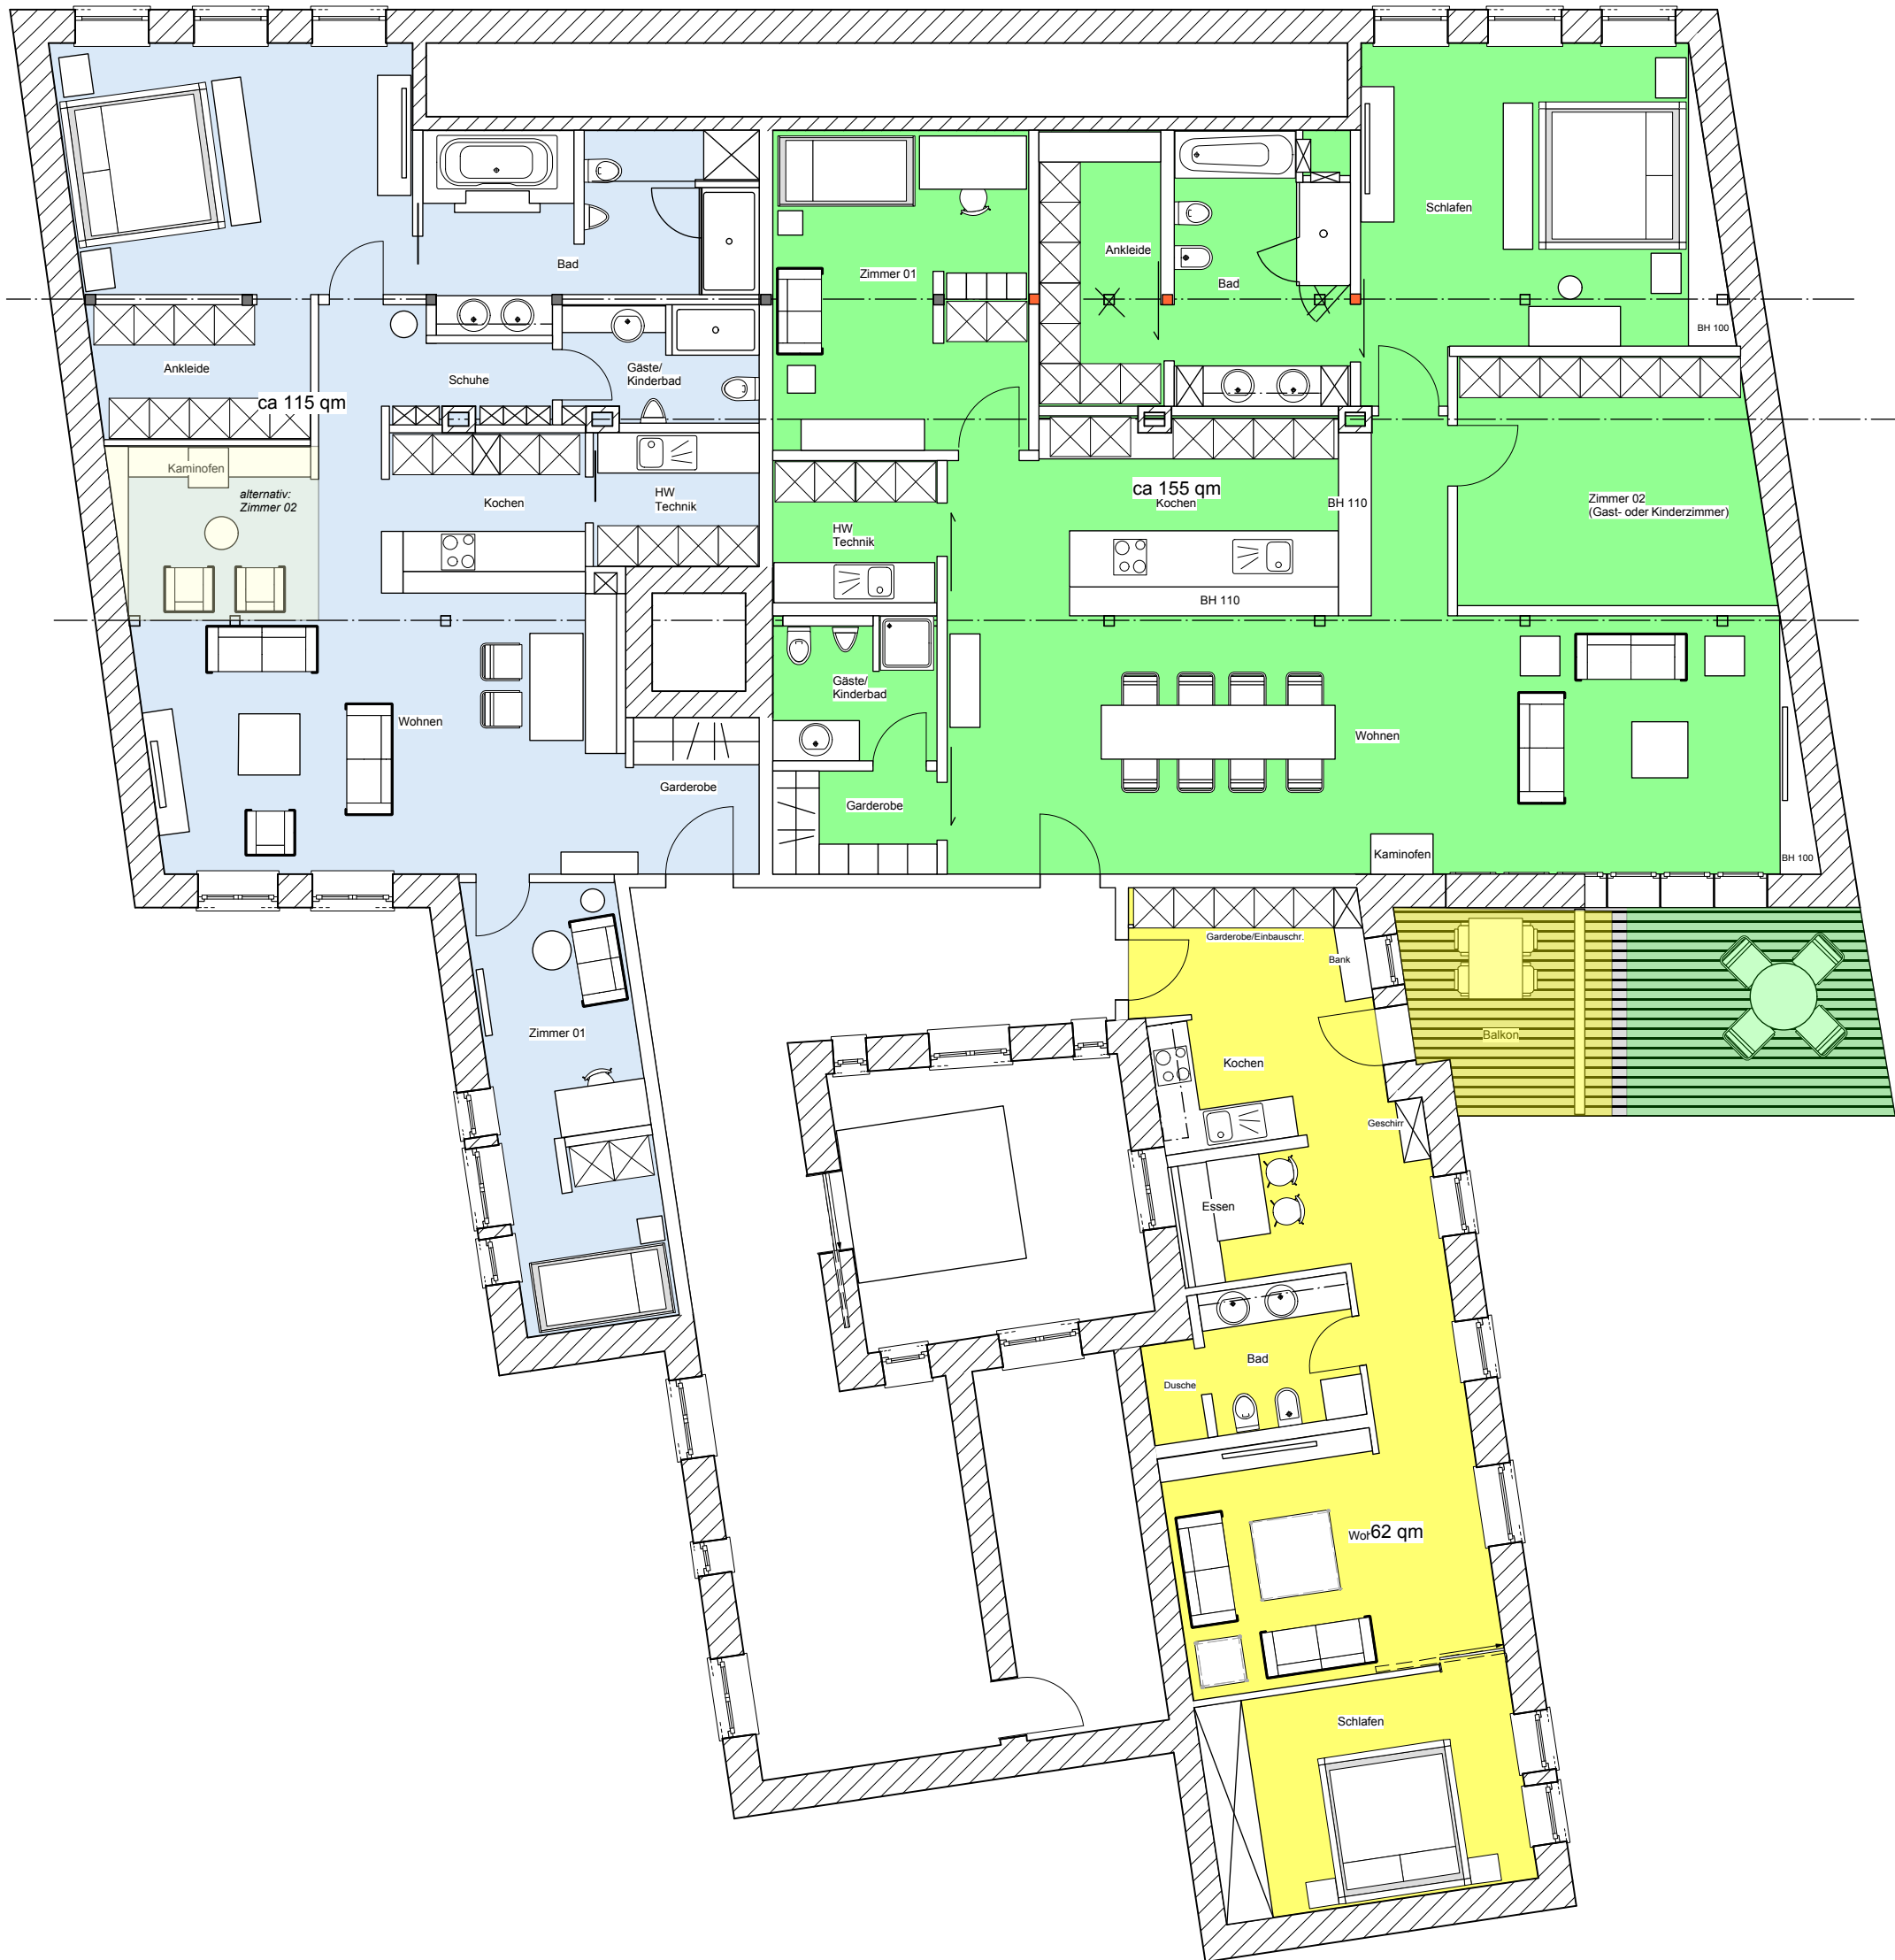 Schlafen
Bad
Zimmer 01
Ankleide
Bad
BH 100
Ankleide
Schuhe
Gäste/
Kinderbad
ca 115 qm
Kaminofen
alternativ:
Zimmer 02
Kochen
HW
Technik
ca 155 qm
Kochen
BH 110
Zimmer 02
(Gast- oder Kinderzimmer)
HW
Technik
BH 110
Gäste/
Kinderbad
Wohnen
Wohnen
Garderobe
Garderobe
Kaminofen
BH 100
Garderobe/Einbauschr.
Bank
Zimmer 01
Balkon
Kochen
Geschirr
Essen
Bad
Dusche
62 qm
Schlafen